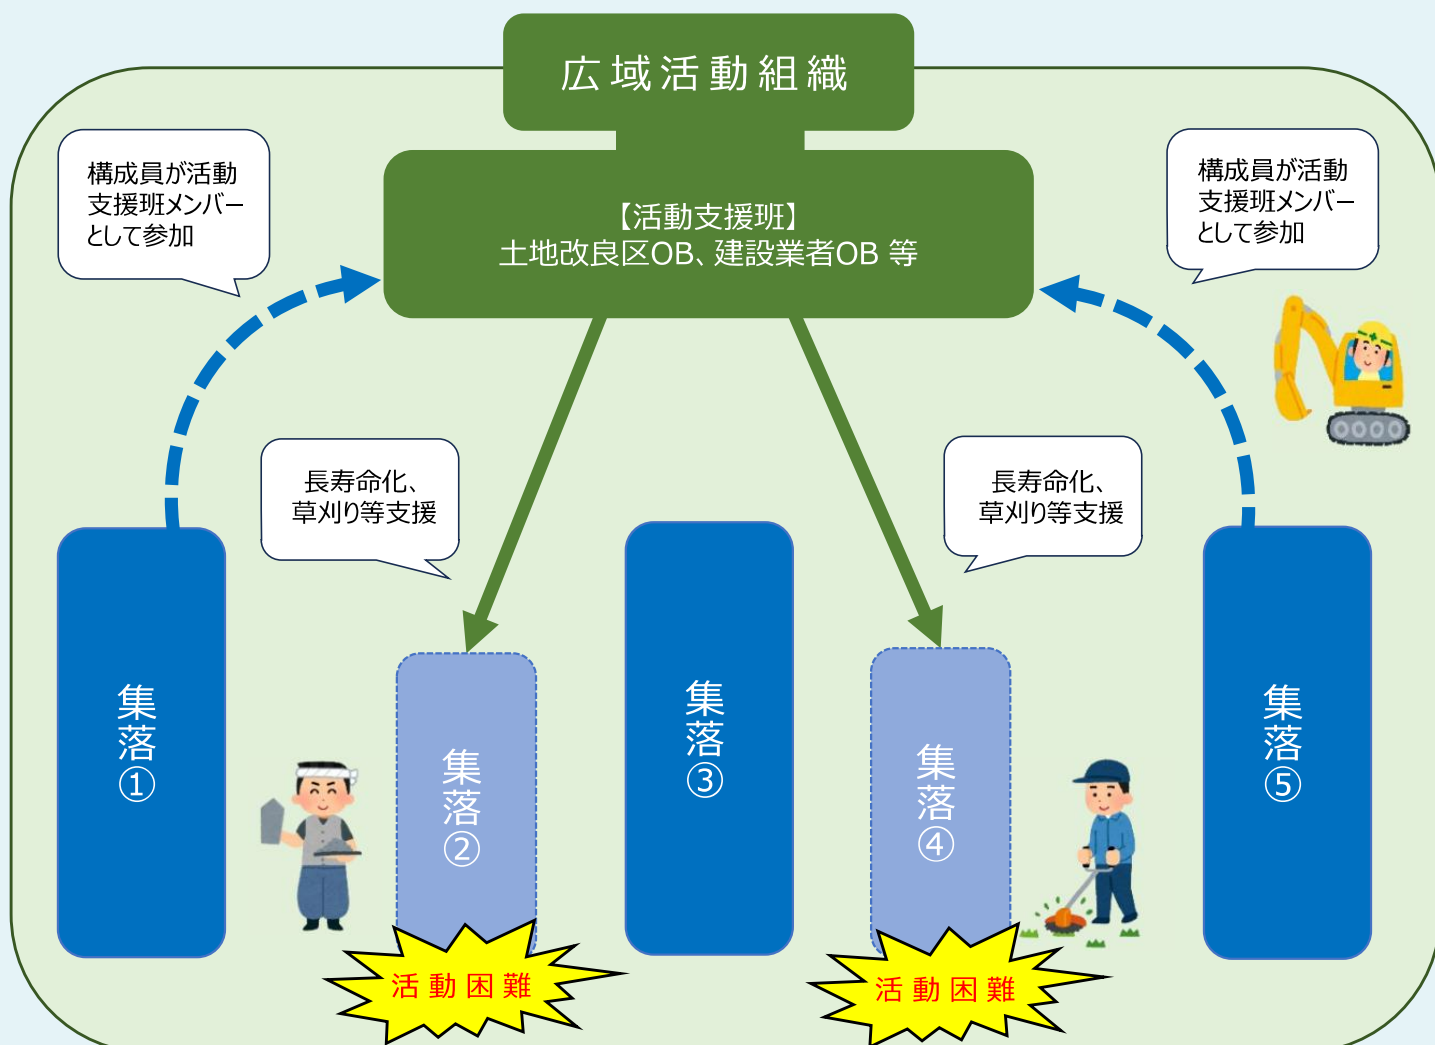 広域活動組織
【活動支援班】
土地改良区OB、建設業者OB 等
構成員が活動
支援班メンバー
として参加
構成員が活動
支援班メンバー
として参加
長寿命化、
草刈り等支援
長寿命化、
草刈り等支援
集落①
集落②
集落③
集落④
集落⑤
活動困難
活動困難